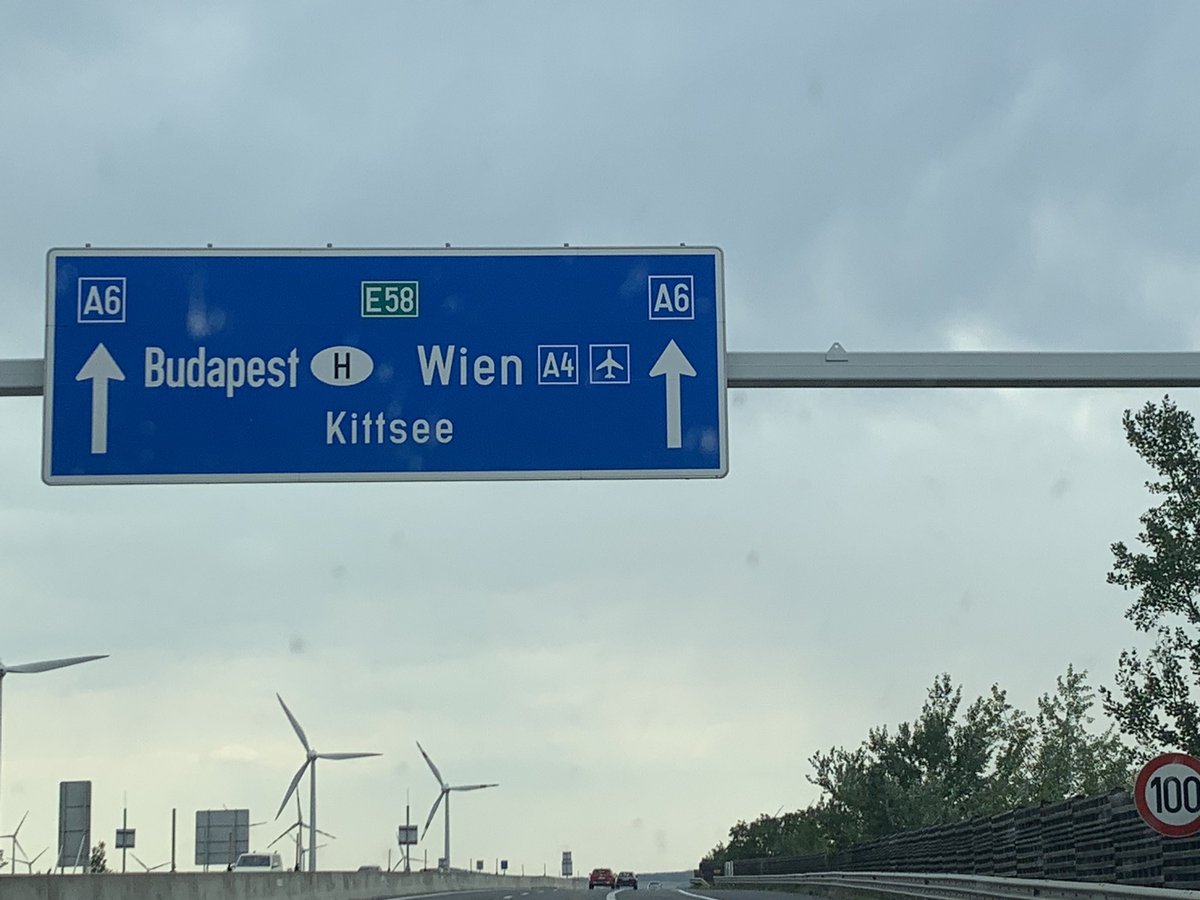 A6 E58 A6
Budapest H Wien A4
Kittsee
100